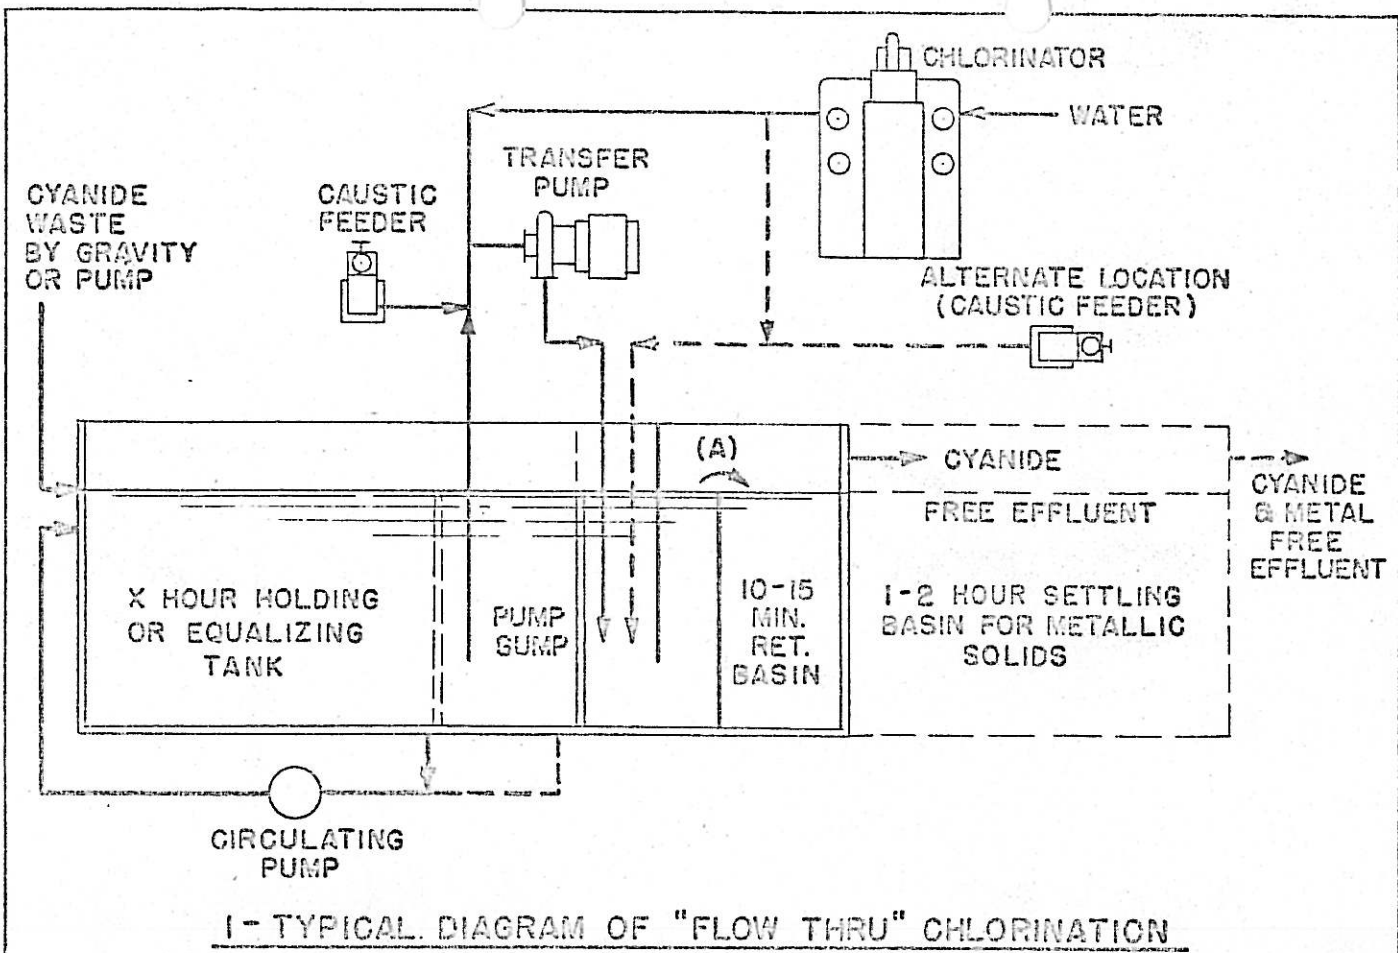 CHLORINATOR
WATER
TRANSFER
PUMP
CYANIDE
WASTE
BY GRAVITY
OR PUMP
CAUSTIC
FEEDER
ALTERNATE LOCATION
(CAUSTIC FEEDER)
(A)
CYANIDE
FREE EFFLUENT
CYANIDE
& METAL
FREE
EFFLUENT
X HOUR HOLDING
OR EQUALIZING
TANK
PUMP
SUMP
10-15
MIN.
RET.
BASIN
1-2 HOUR SETTLING
BASIN FOR METALLIC
SOLIDS
CIRCULATING
PUMP
1- TYPICAL. DIAGRAM OF "FLOW THRU" CHLORINATION